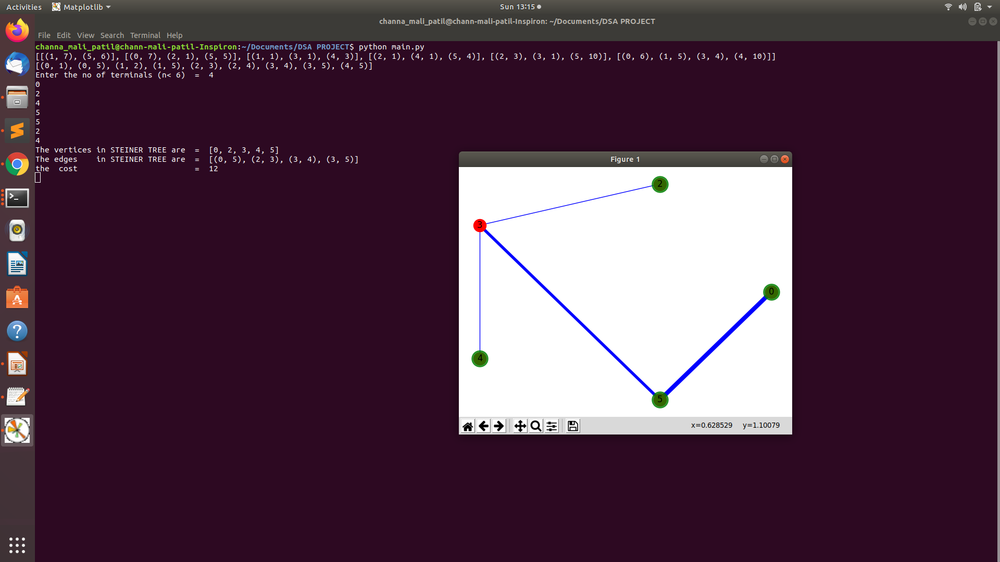 Activities Matplotlib Sun 13:15
channa_mali_patil@chann-mali-patil-Inspiron: ~/Documents/DSA PROJECT
File Edit View Search Terminal Help
channa_mali_patil@chann-mali-patil-Inspiron:~/Documents/DSA PROJECT$ python main.py
[[(1, 7), (5, 6)], [(0, 7), (2, 1), (5, 5)], [(1, 1), (3, 1), (4, 3)], [(2, 1), (4, 1), (5, 4)], [(2, 3), (3, 1), (5, 10)], [(0, 6), (1, 5), (3, 4), (4, 10)]]
[(0, 1), (0, 5), (1, 2), (1, 5), (2, 3), (2, 4), (3, 4), (3, 5), (4, 5)]
Enter the no of terminals (n< 6)  =  4
0
2
4
5
5
2
4
The vertices in STEINER TREE are  =  [0, 2, 3, 4, 5]
The edges    in STEINER TREE are  =  [(0, 5), (2, 3), (3, 4), (3, 5)]
the  cost                         =  12
Figure 1
2
3
0
4
5
x=0.628529 y=1.10079